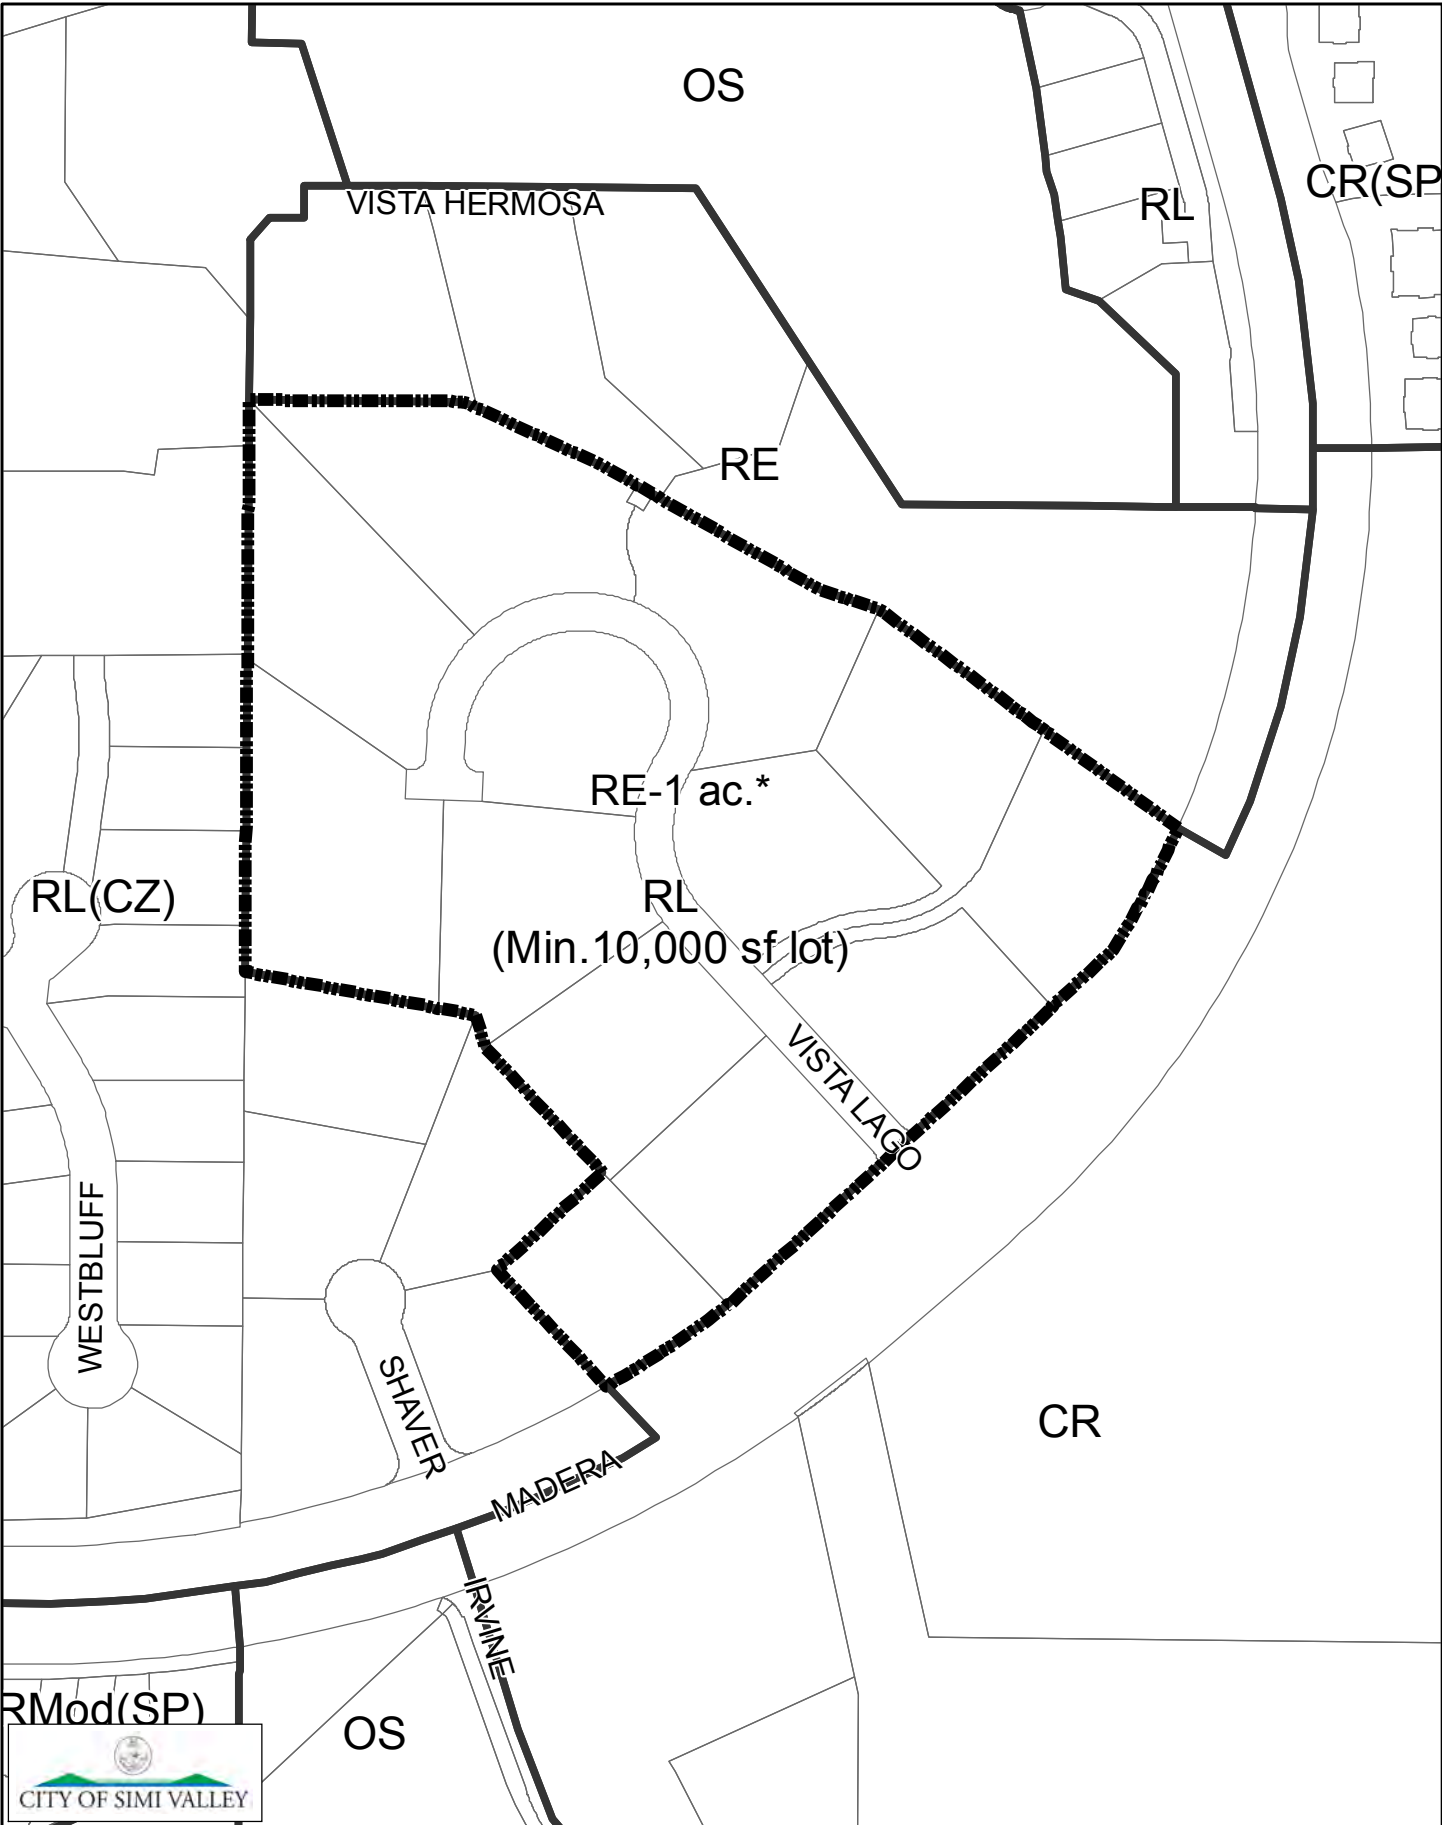 OS
CR(SP
RL
VISTA HERMOSA
RE
RE-1 ac.*
RL(CZ)
RL
(Min.10,000 sf lot)
VISTA LAGO
WESTBLUFF
SHAVER
CR
MADERA
IRVINE
RMod(SP)
OS
CITY OF SIMI VALLEY